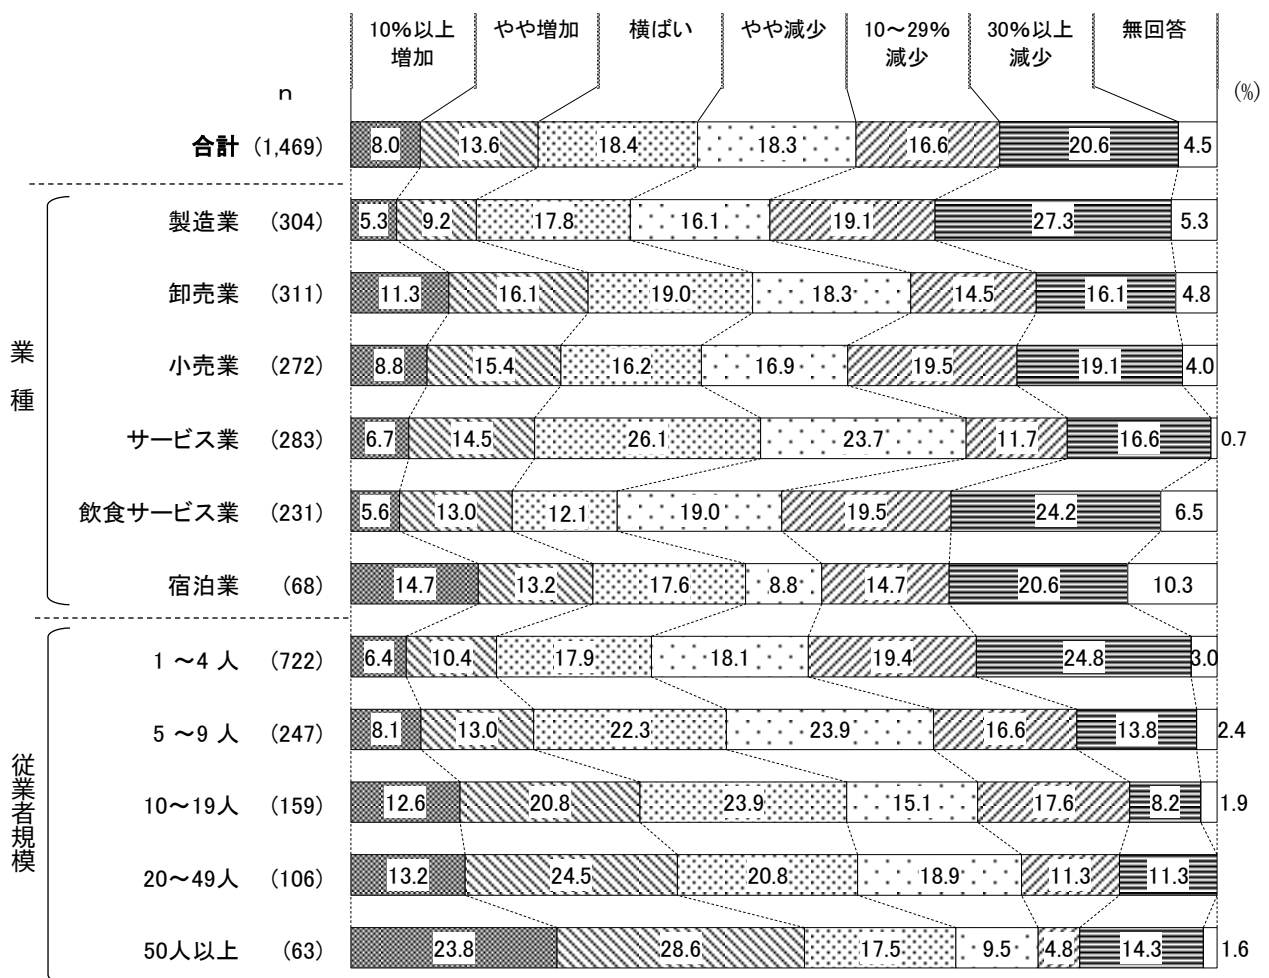 10%以上 やや増加 横ばい やや減少 10～29% 30%以上 無回答
増加 減少 減少
n (%)
合計 (1,469) 8.0 13.6 18.4 18.3 16.6 20.6 4.5
業種
製造業 (304) 5.3 9.2 17.8 16.1 19.1 27.3 5.3
卸売業 (311) 11.3 16.1 19.0 18.3 14.5 16.1 4.8
小売業 (272) 8.8 15.4 16.2 16.9 19.5 19.1 4.0
サービス業 (283) 6.7 14.5 26.1 23.7 11.7 16.6 0.7
飲食サービス業 (231) 5.6 13.0 12.1 19.0 19.5 24.2 6.5
宿泊業 (68) 14.7 13.2 17.6 8.8 14.7 20.6 10.3
従業者規模
1 ～4 人 (722) 6.4 10.4 17.9 18.1 19.4 24.8 3.0
5 ～9 人 (247) 8.1 13.0 22.3 23.9 16.6 13.8 2.4
10～19人 (159) 12.6 20.8 23.9 15.1 17.6 8.2 1.9
20～49人 (106) 13.2 24.5 20.8 18.9 11.3 11.3
50人以上 (63) 23.8 28.6 17.5 9.5 4.8 14.3 1.6